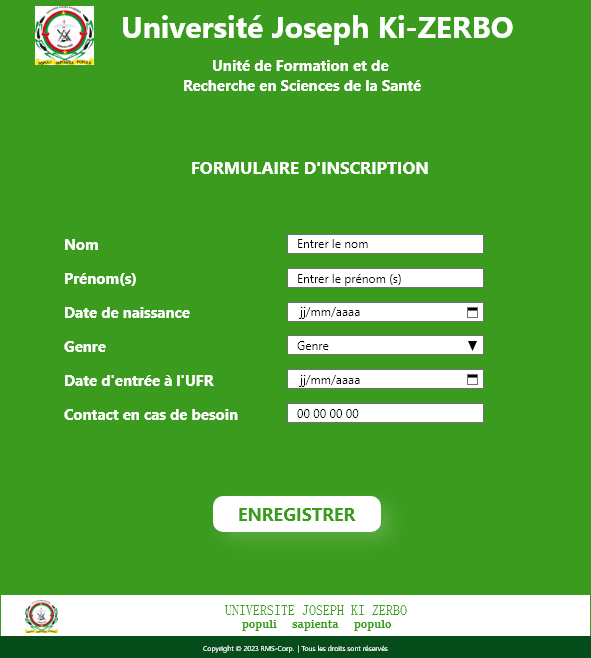 Université Joseph Ki-ZERBO
Unité de Formation et de
Recherche en Sciences de la Santé
FORMULAIRE D'INSCRIPTION
Nom
Entrer le nom
Prénom(s)
Entrer le prénom (s)
Date de naissance
jj/mm/aaaa
Genre
Genre
Date d'entrée à l'UFR
jj/mm/aaaa
Contact en cas de besoin
00 00 00 00
ENREGISTRER
UNIVERSITE JOSEPH KI ZERBO
populi sapienta populo
Copyright © 2023 RMS-Corp. | Tous les droits sont réservés